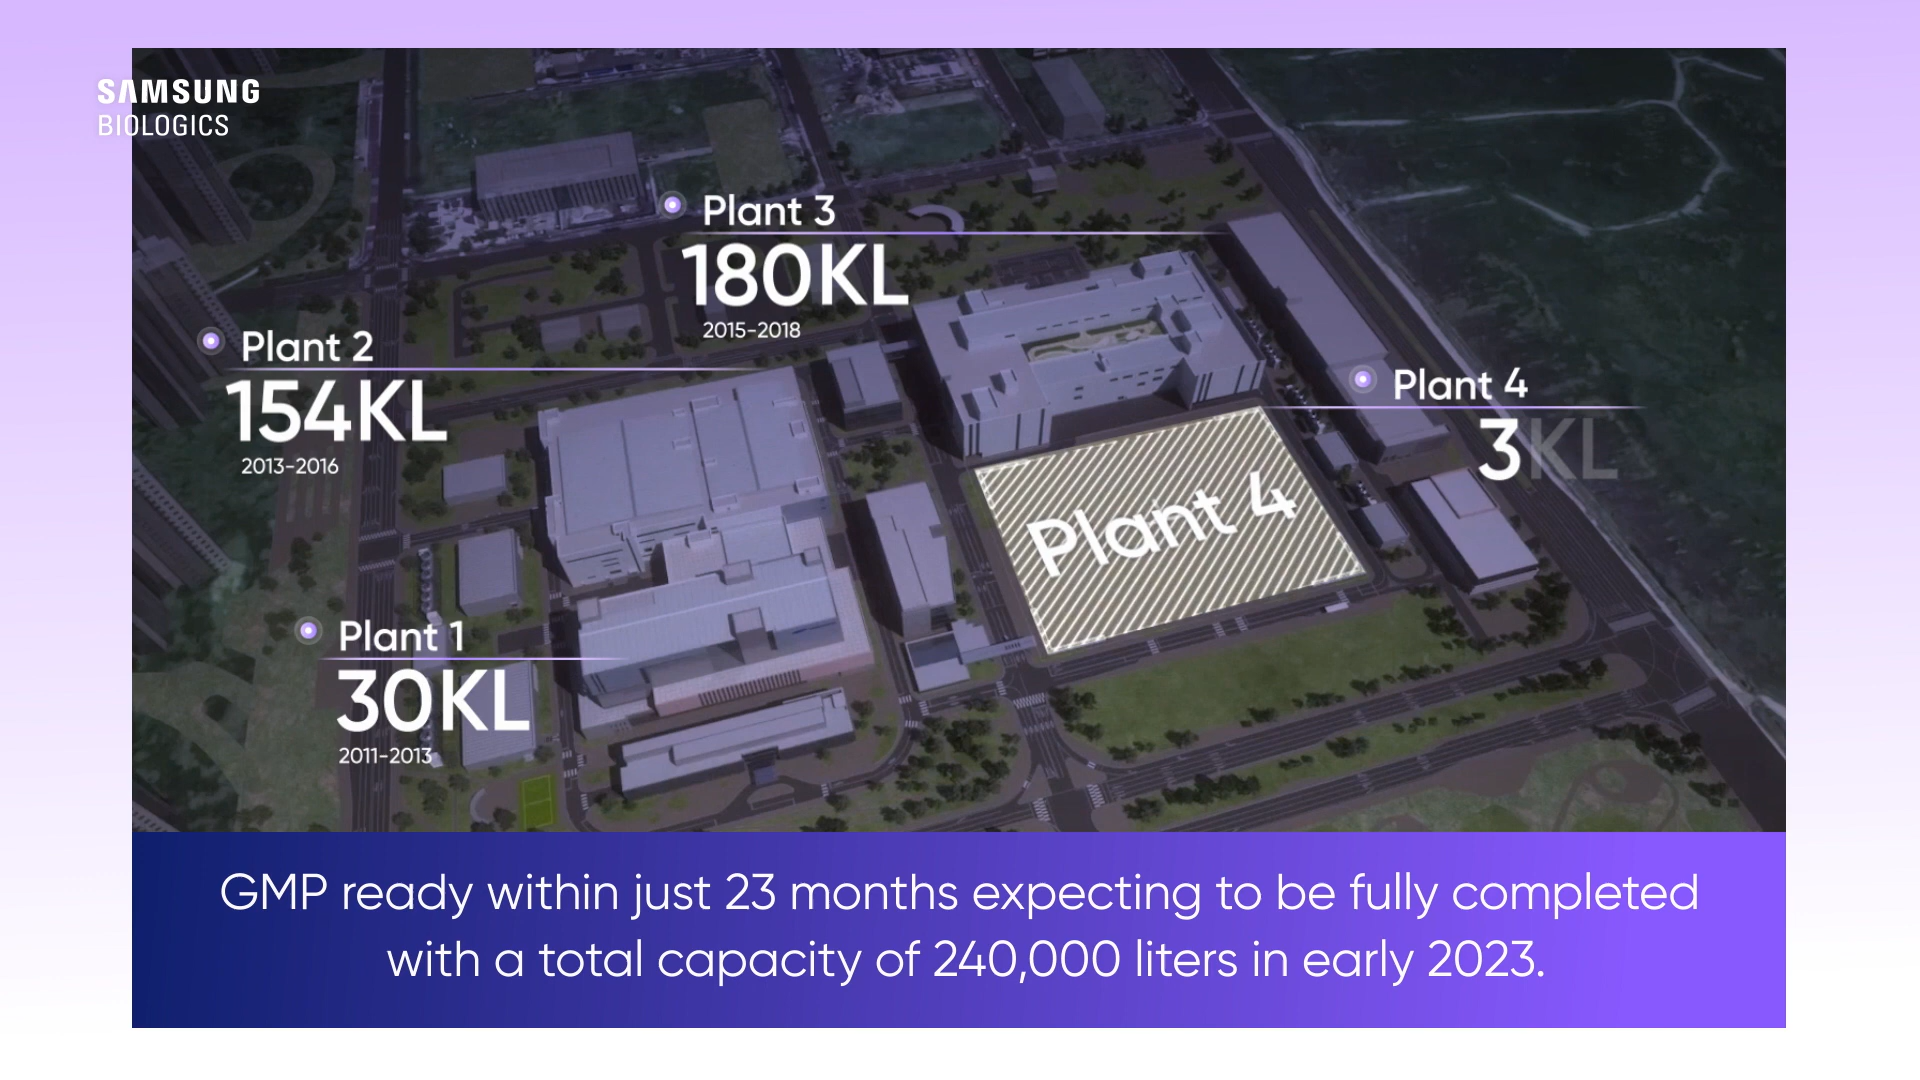 SAMSUNG
BIOLOGICS
Plant 3
180KL
2015-2018
Plant 2
154KL
2013-2016
Plant 4
3KL
Plant 4
Plant 1
30KL
2011-2013
GMP ready within just 23 months expecting to be fully completed
with a total capacity of 240,000 liters in early 2023.